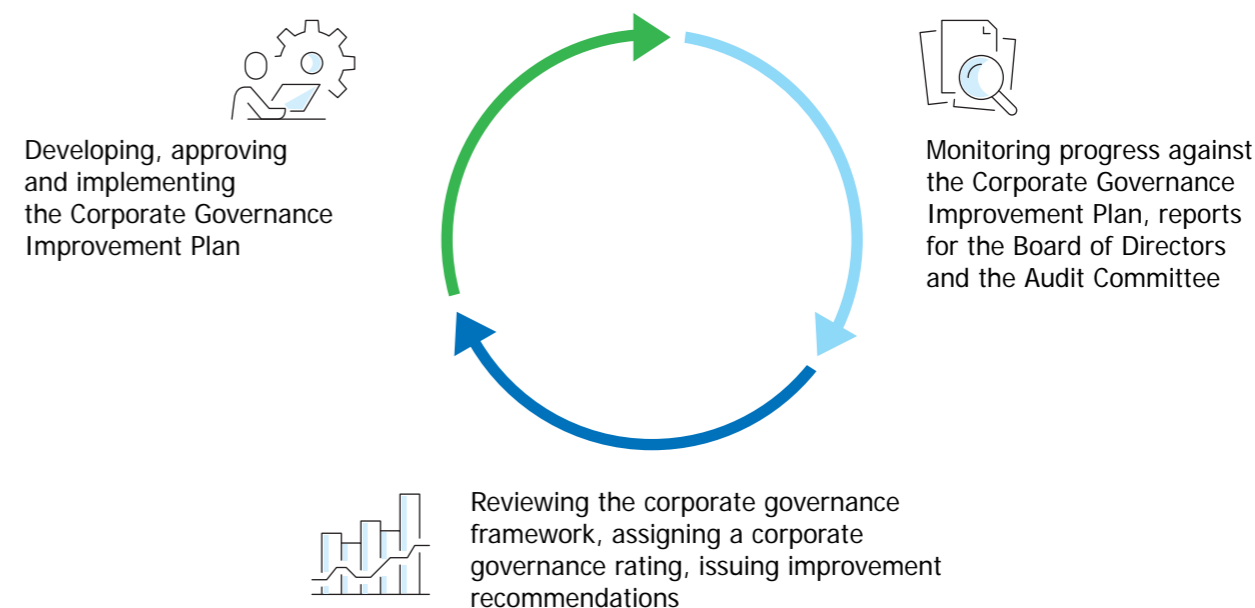 Developing, approving
and implementing
the Corporate Governance
Improvement Plan
Monitoring progress against
the Corporate Governance
Improvement Plan, reports
for the Board of Directors
and the Audit Committee
Reviewing the corporate governance
framework, assigning a corporate
governance rating, issuing improvement
recommendations